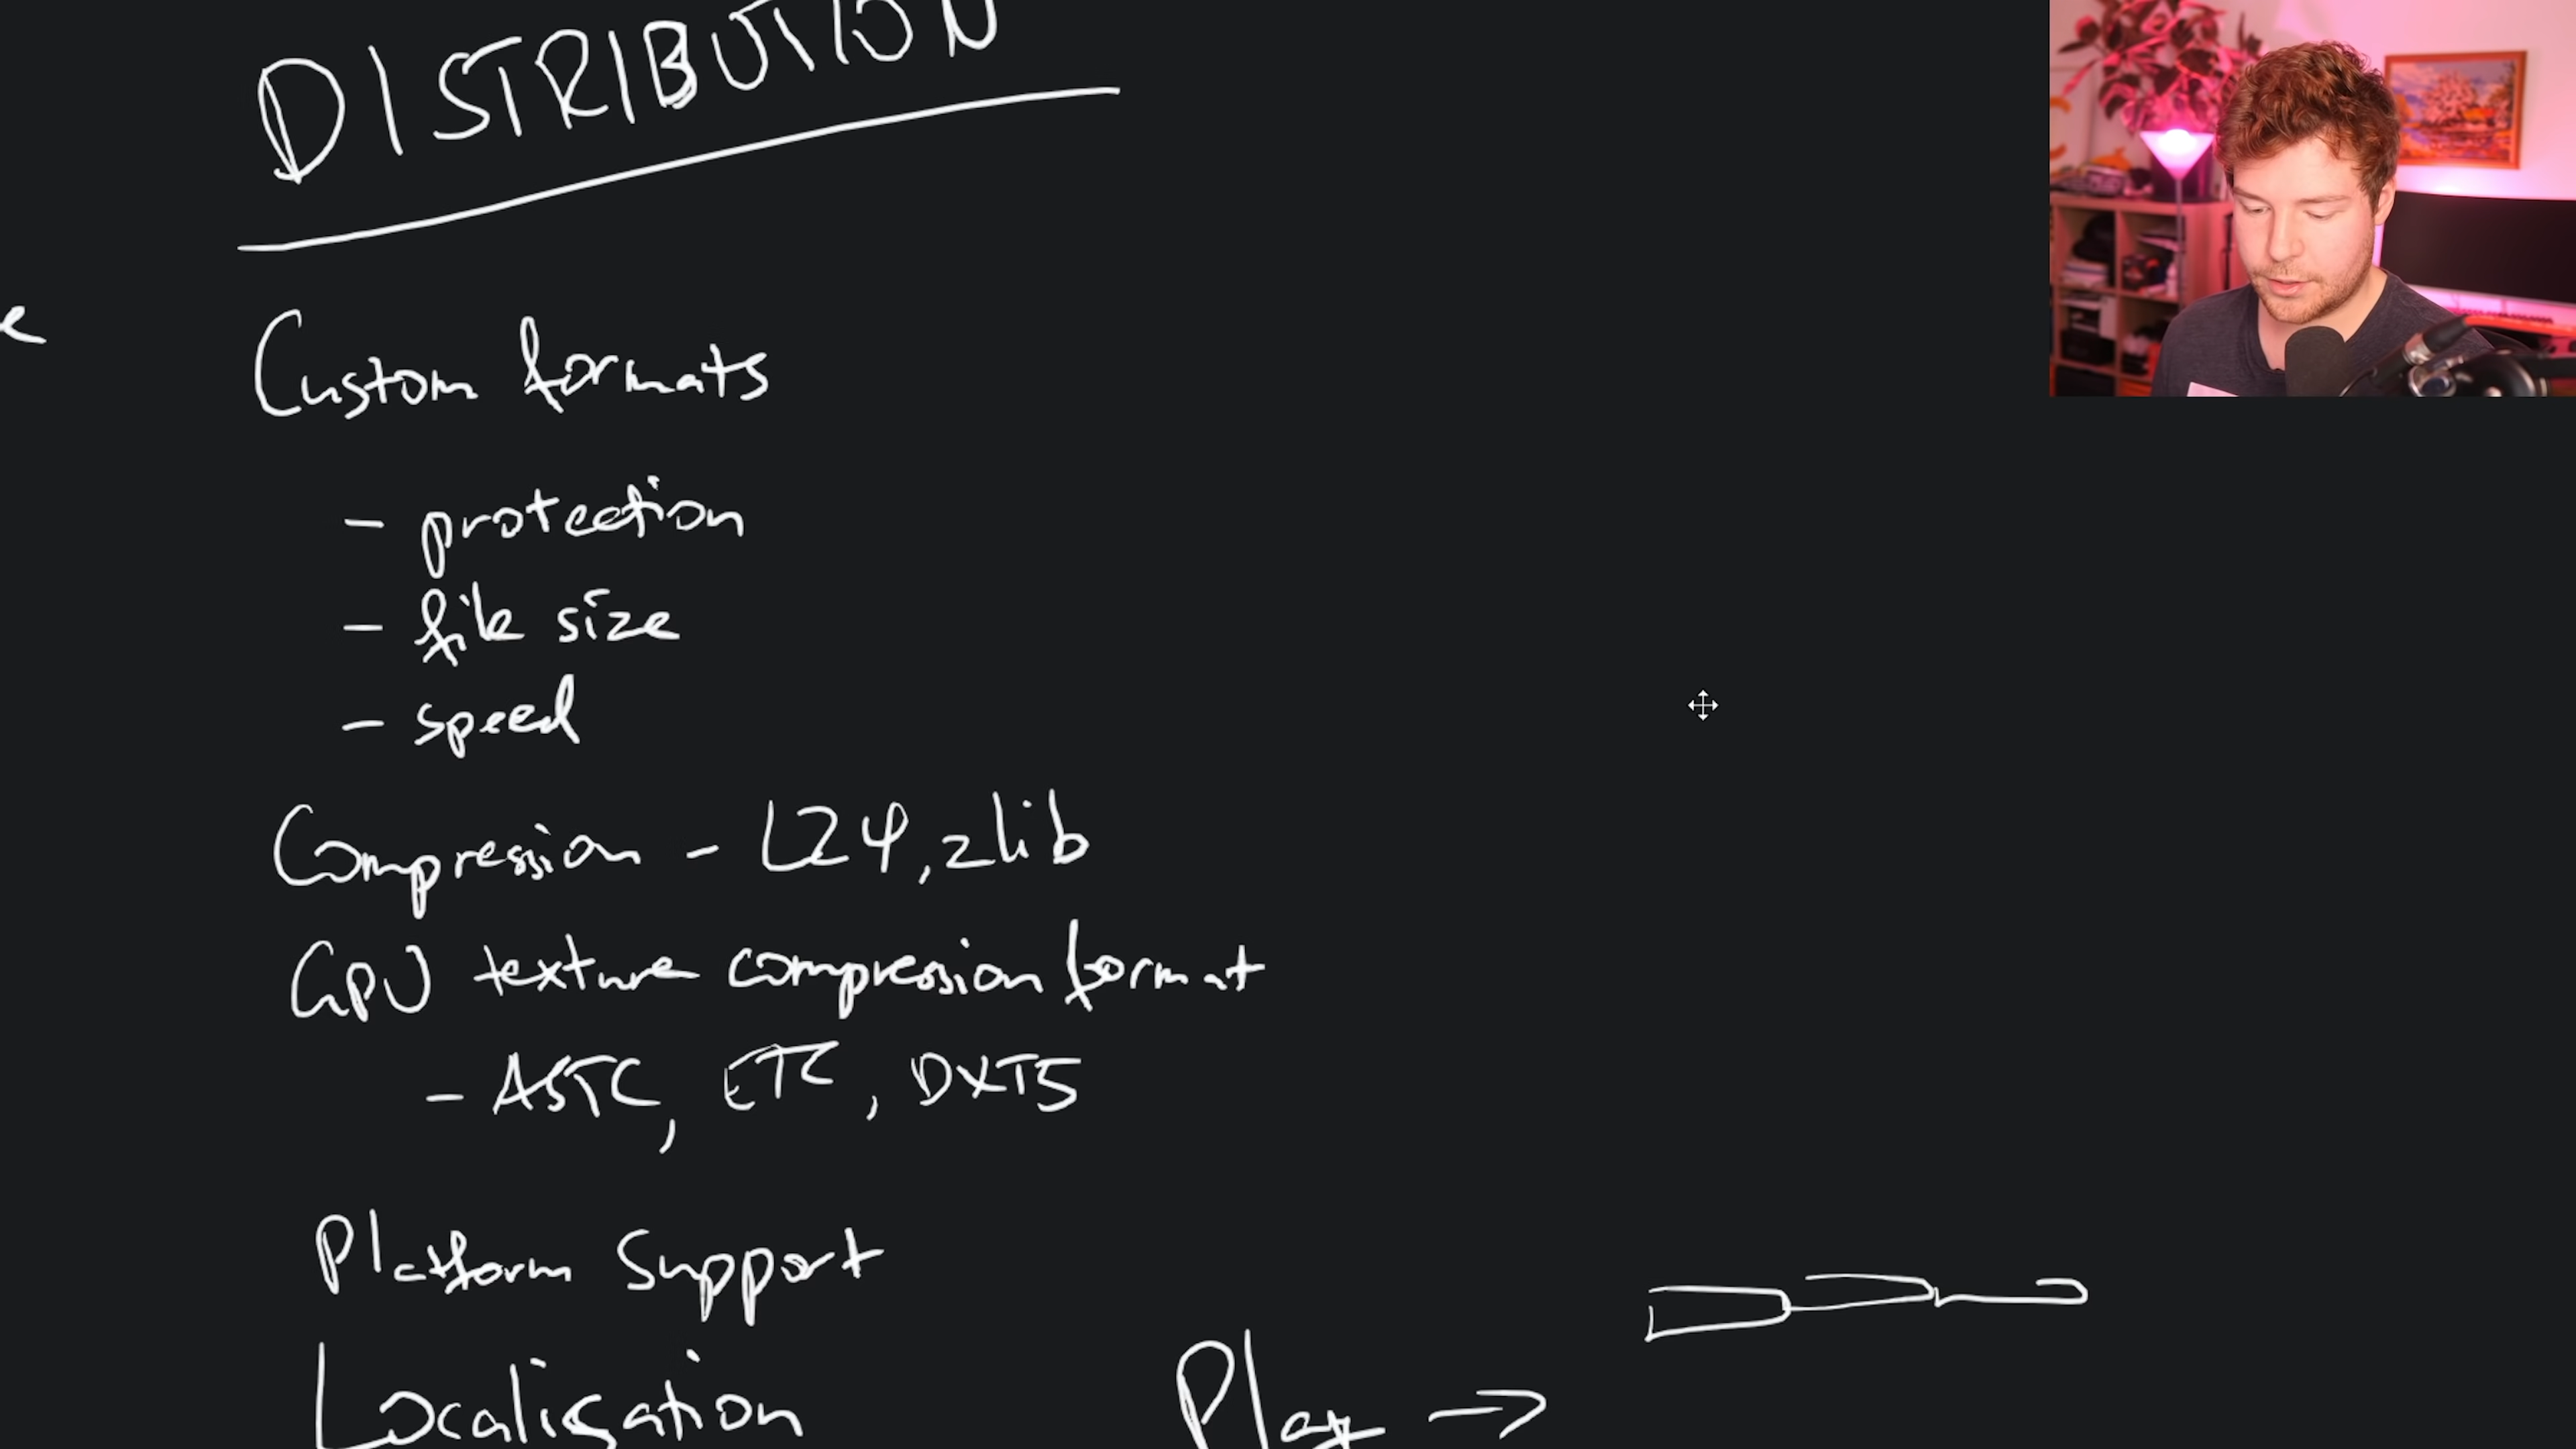 DISTRIBUTION
e
Custom formats
- protection
- file size
- speed
Compression - LZ4, zlib
GPU texture compression format
- ASTC, ETC, DXT5
Platform Support
Localisation
Play →